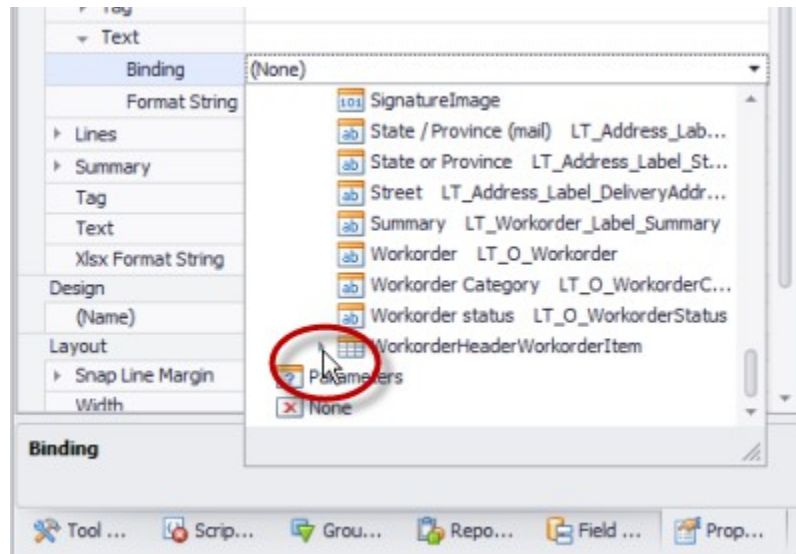 Tag
Text
Binding (None)
Format String
SignatureImage
State / Province (mail) LT_Address_Lab...
Lines
State or Province LT_Address_Label_St...
Summary
Street LT_Address_Label_DeliveryAddr...
Tag
Summary LT_Workorder_Label_Summary
Text
Workorder LT_O_Workorder
Xlsx Format String
Workorder Category LT_O_WorkorderC...
Design
Workorder status LT_O_WorkorderStatus
(Name)
WorkorderHeaderWorkorderItem
Layout
Parameters
Snap Line Margin
None
Width
Binding
Tool ... Scrip... Grou... Repo... Field ... Prop...